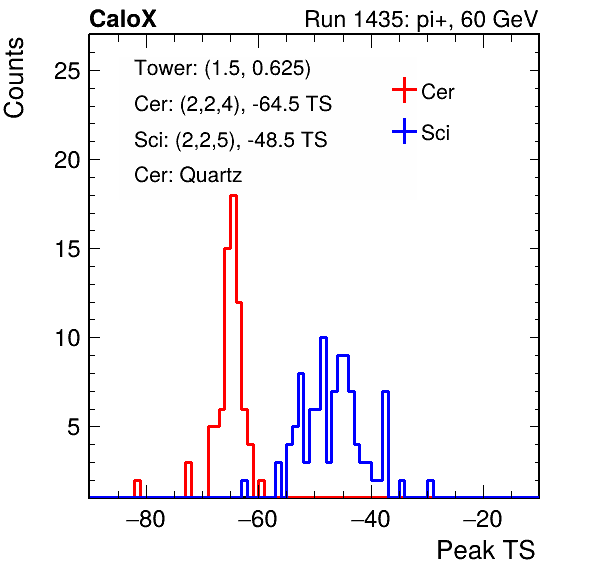 CaloX Run 1435: pi+, 60 GeV
Counts
Tower: (1.5, 0.625)
Cer: (2,2,4), -64.5 TS
Sci: (2,2,5), -48.5 TS
Cer: Quartz
Cer
Sci
25
20
15
10
5
−80 −60 −40 −20
Peak TS